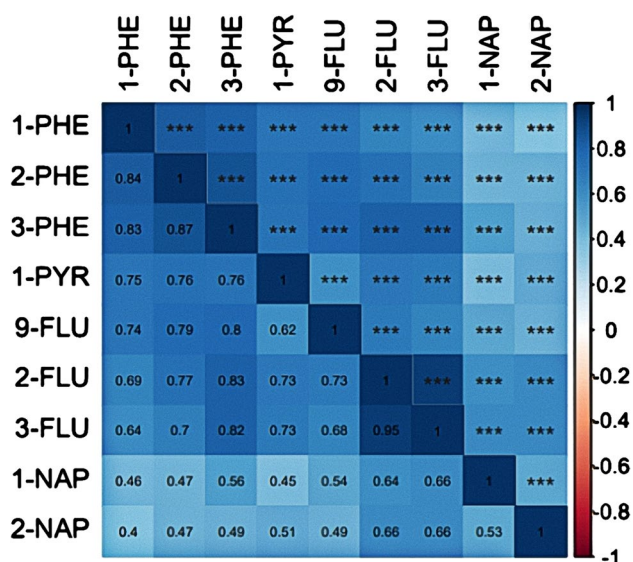 1-PHE 2-PHE 3-PHE 1-PYR 9-FLU 2-FLU 3-FLU 1-NAP 2-NAP
1-PHE 1 *** *** *** *** *** *** *** *** 1
2-PHE 0.84 1 *** *** *** *** *** *** *** 0.8
3-PHE 0.83 0.87 1 *** *** *** *** *** *** 0.6
0.4
1-PYR 0.75 0.76 0.76 1 *** *** *** *** *** 0.2
9-FLU 0.74 0.79 0.8 0.62 1 *** *** *** *** 0
-0.2
2-FLU 0.69 0.77 0.83 0.73 0.73 1 *** *** *** -0.4
3-FLU 0.64 0.7 0.82 0.73 0.68 0.95 1 *** *** -0.6
1-NAP 0.46 0.47 0.56 0.45 0.54 0.64 0.66 1 *** -0.8
2-NAP 0.4 0.47 0.49 0.51 0.49 0.66 0.66 0.53 1 -1